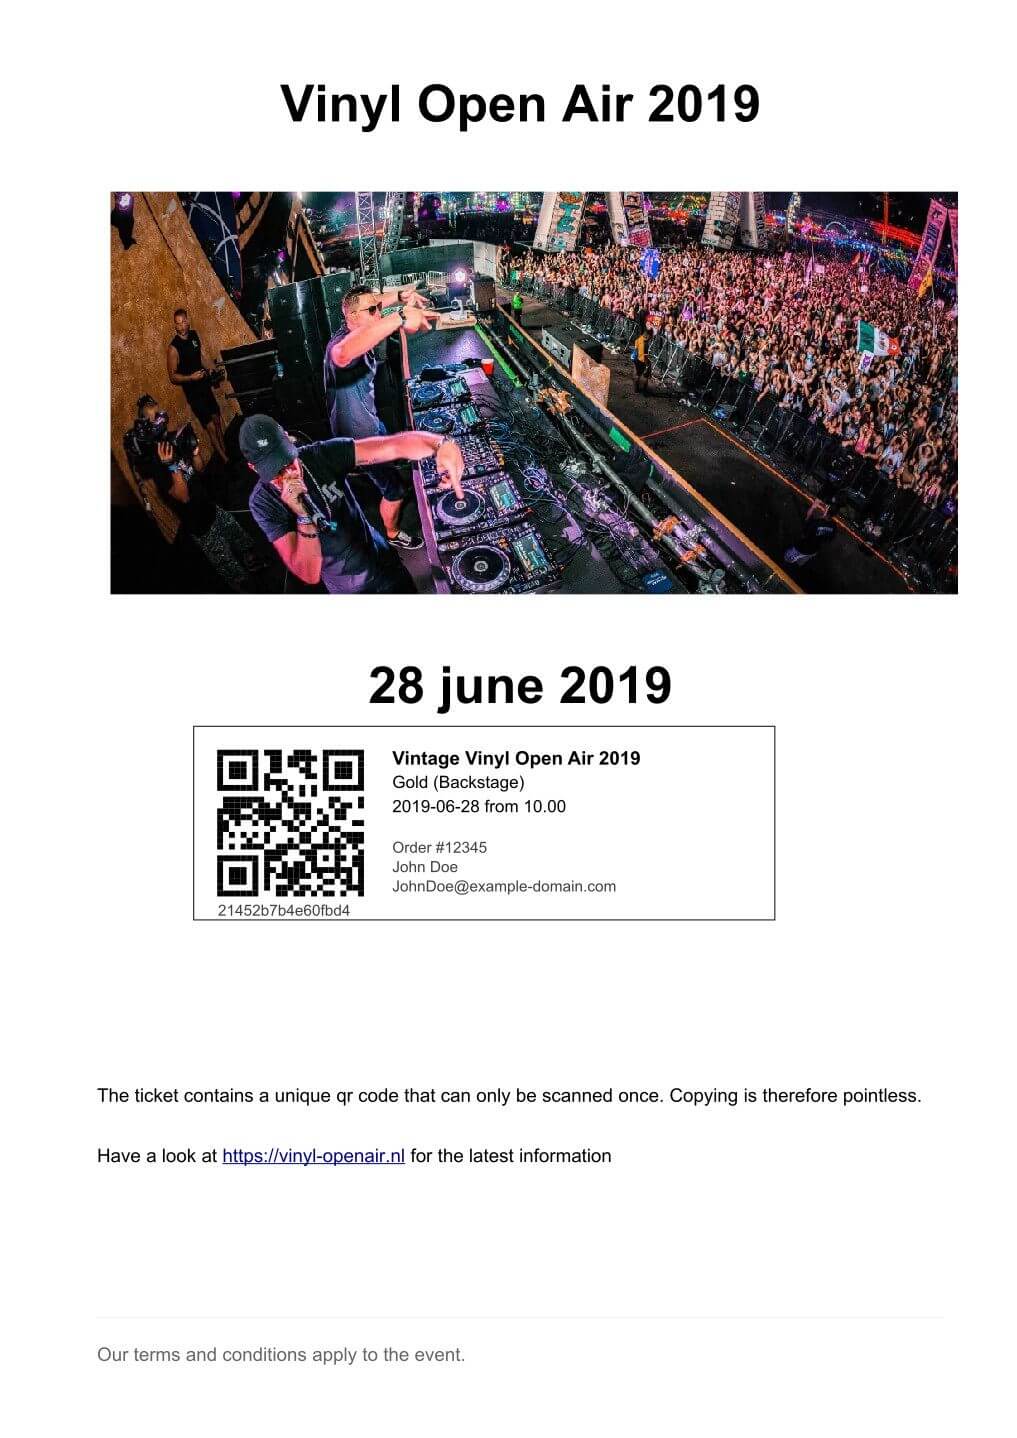 Vinyl Open Air 2019
28 june 2019
Vintage Vinyl Open Air 2019
Gold (Backstage)
2019-06-28 from 10.00
Order #12345
John Doe
JohnDoe@example-domain.com
21452b7b4e60fbd4
The ticket contains a unique qr code that can only be scanned once. Copying is therefore pointless.
Have a look at https://vinyl-openair.nl for the latest information
Our terms and conditions apply to the event.